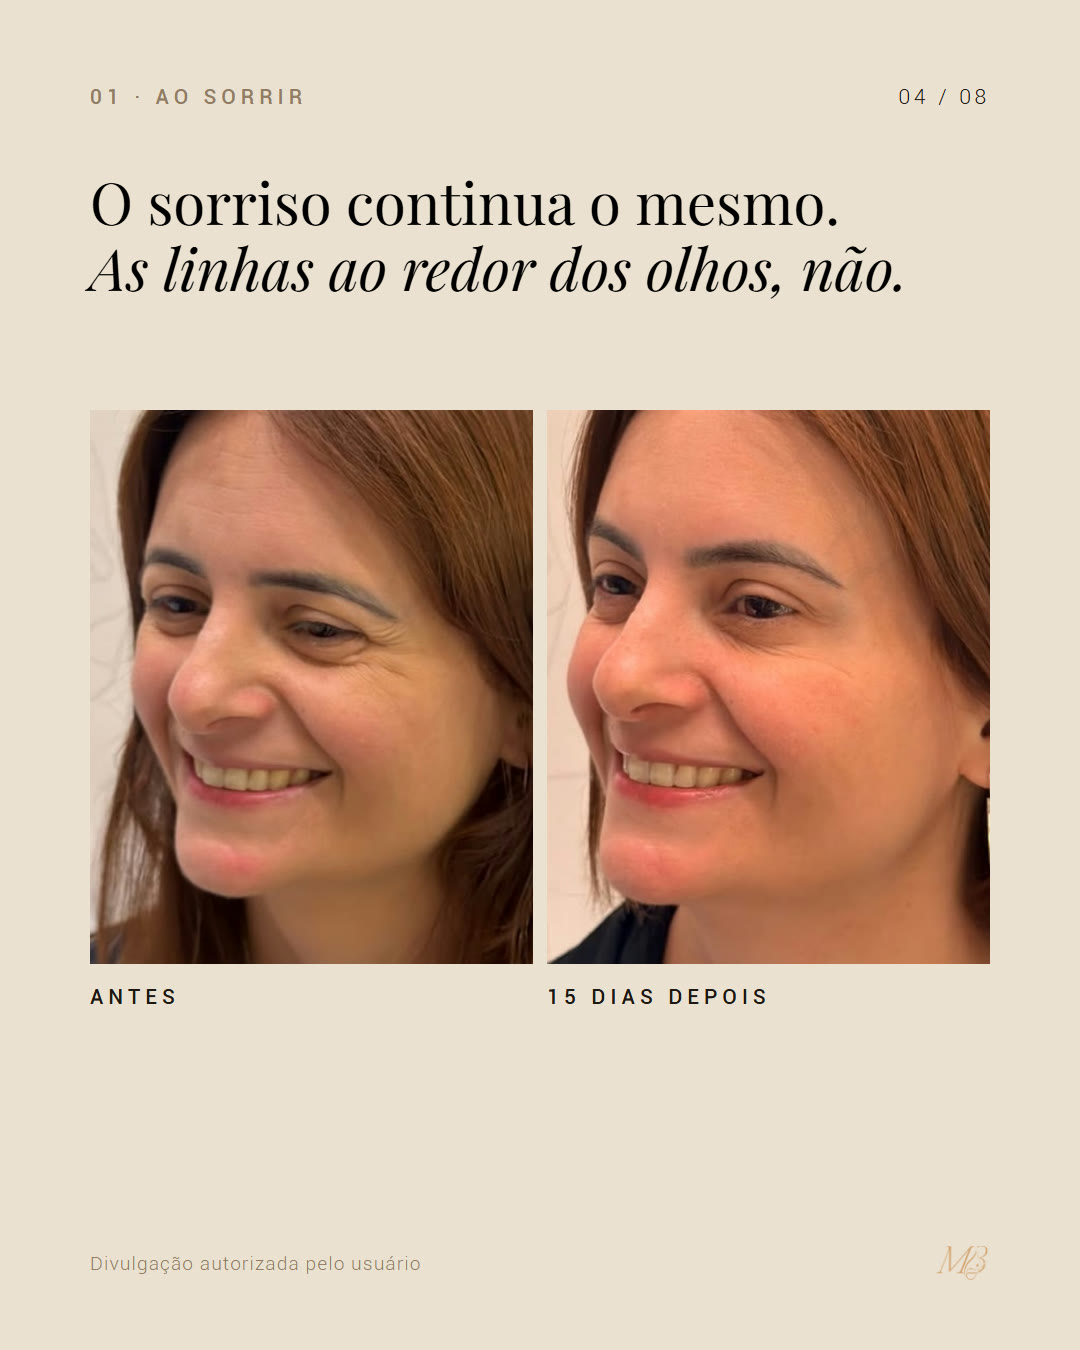 01 · AO SORRIR
04 / 08
O sorriso continua o mesmo.
As linhas ao redor dos olhos, não.
ANTES
15 DIAS DEPOIS
Divulgação autorizada pelo usuário
MB